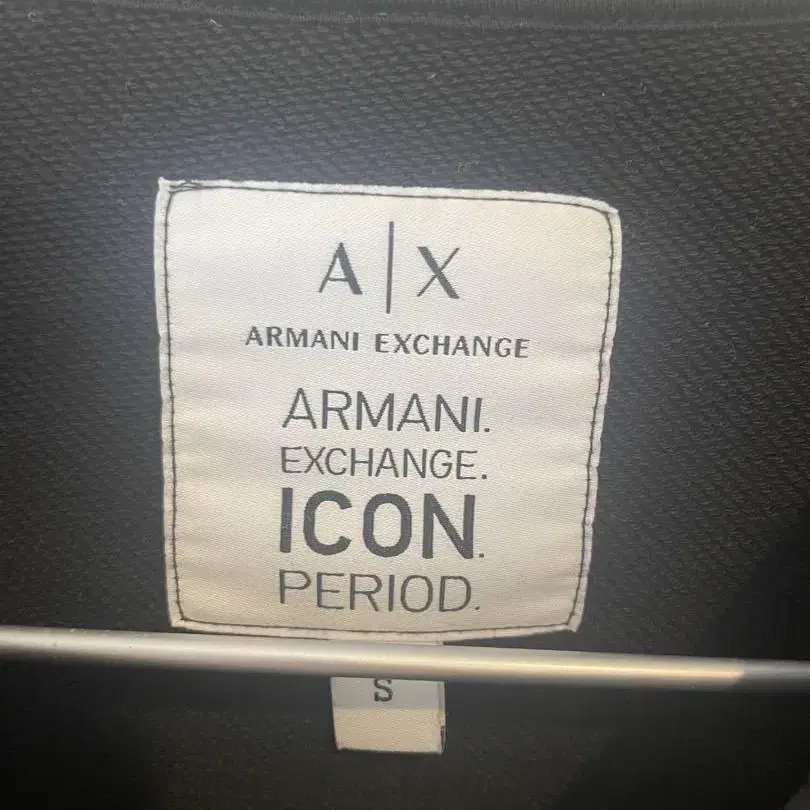 A|X
ARMANI EXCHANGE
ARMANI.
EXCHANGE.
ICON.
PERIOD.
S